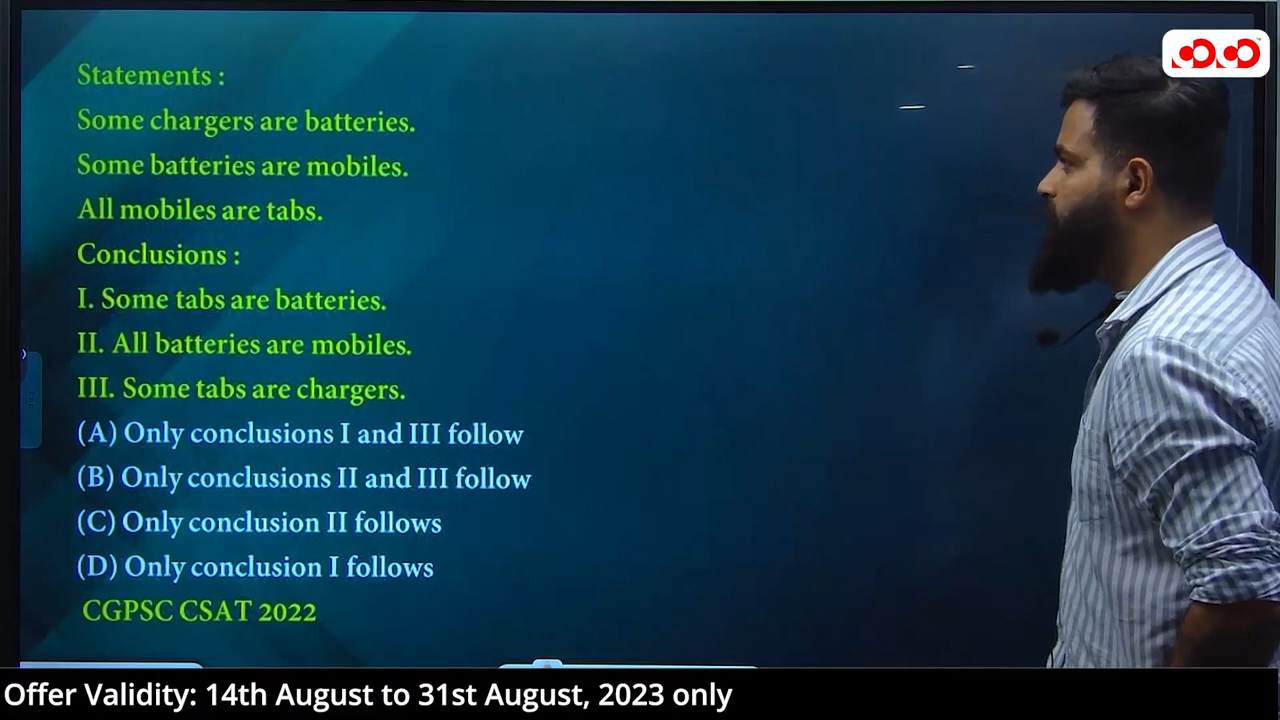 Statements :
Some chargers are batteries.
Some batteries are mobiles.
All mobiles are tabs.
Conclusions :
I. Some tabs are batteries.
II. All batteries are mobiles.
III. Some tabs are chargers.
(A) Only conclusions I and III follow
(B) Only conclusions II and III follow
(C) Only conclusion II follows
(D) Only conclusion I follows
CGPSC CSAT 2022
Offer Validity: 14th August to 31st August, 2023 only